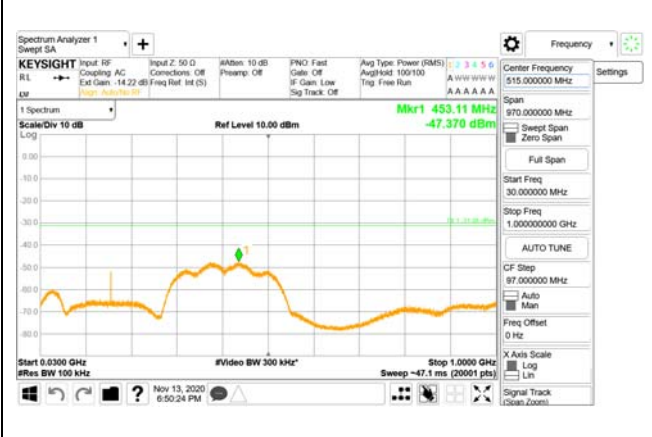 Spectrum Analyzer 1
Swept SA
Frequency
KEYSIGHT
RL
Input: RF
Coupling: AC
Ext Gain: -14.22 dB
Align: Auto/No RF
Input Z: 50 Ω
Corrections: Off
Freq Ref: Int (S)
#Atten: 10 dB
Preamp: Off
PNO: Fast
Gate: Off
IF Gain: Low
Sig Track: Off
Avg Type: Power (RMS)
Avg|Hold: 100/100
Trig: Free Run
1 2 3 4 5 6
A W W W W W
A A A A A A
1 Spectrum
Mkr1 453.11 MHz
Scale/Div 10 dB
Ref Level 10.00 dBm
-47.370 dBm
Log
0.00
-10.0
-20.0
-30.0
-40.0
1
-50.0
-60.0
-70.0
-80.0
Start 0.0300 GHz
#Video BW 300 kHz*
Stop 1.0000 GHz
#Res BW 100 kHz
Sweep ~47.1 ms (20001 pts)
Nov 13, 2020
6:50:24 PM
?
Settings
Center Frequency
515.000000 MHz
Span
970.000000 MHz
Swept Span
Zero Span
Full Span
Start Freq
30.000000 MHz
Stop Freq
1.000000000 GHz
AUTO TUNE
CF Step
97.000000 MHz
Auto
Man
Freq Offset
0 Hz
X Axis Scale
Log
Lin
Signal Track
(Span Zoom)